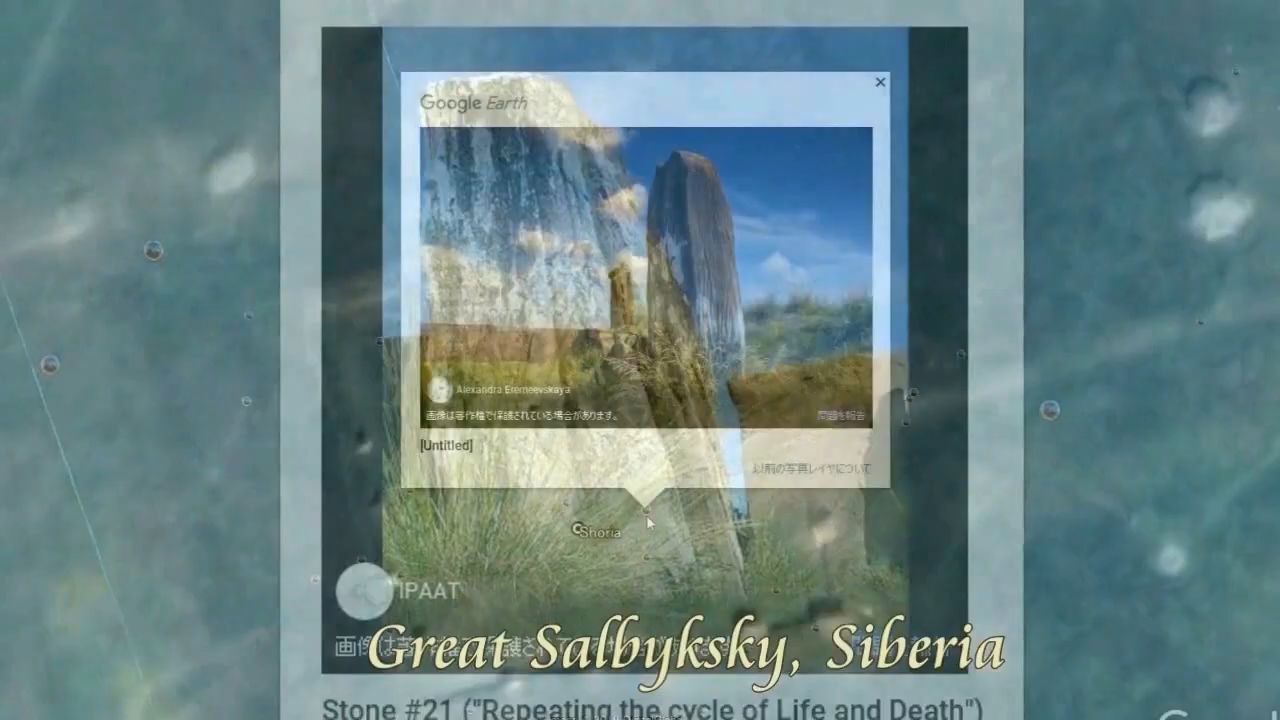 Google Earth
Alexandra Eremeevskaya
画像は著作権で保護されている場合があります。
問題を報告
[Untitled]
以前の写真レイヤについて
Shoria
ПРААТ
Great Salbyksky, Siberia
Stone #21 ("Repeating the cycle of Life and Death")